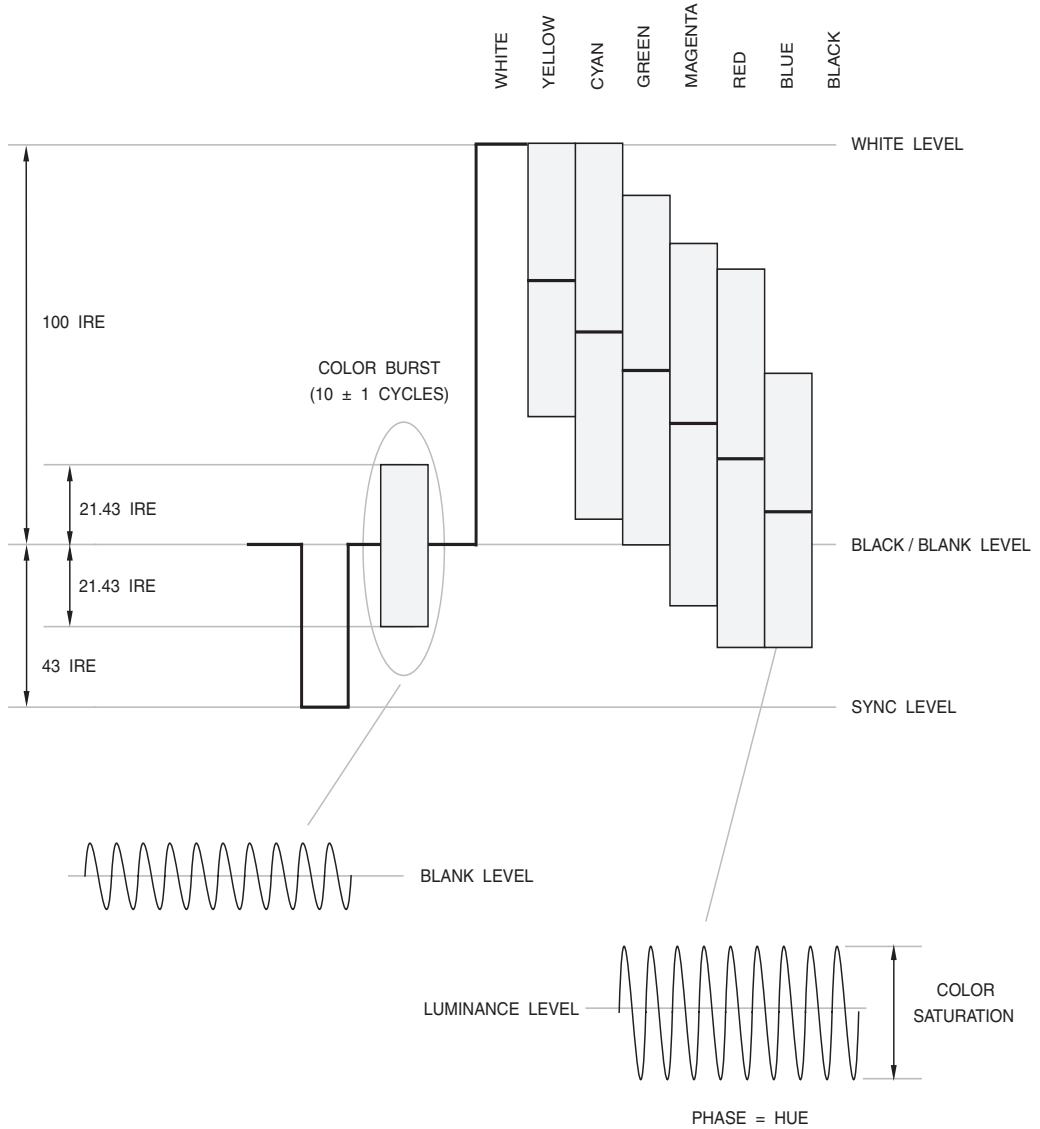 WHITE
YELLOW
CYAN
GREEN
MAGENTA
RED
BLUE
BLACK
WHITE LEVEL
100 IRE
COLOR BURST
(10 ± 1 CYCLES)
21.43 IRE
BLACK / BLANK LEVEL
21.43 IRE
43 IRE
SYNC LEVEL
BLANK LEVEL
LUMINANCE LEVEL
COLOR
SATURATION
PHASE = HUE